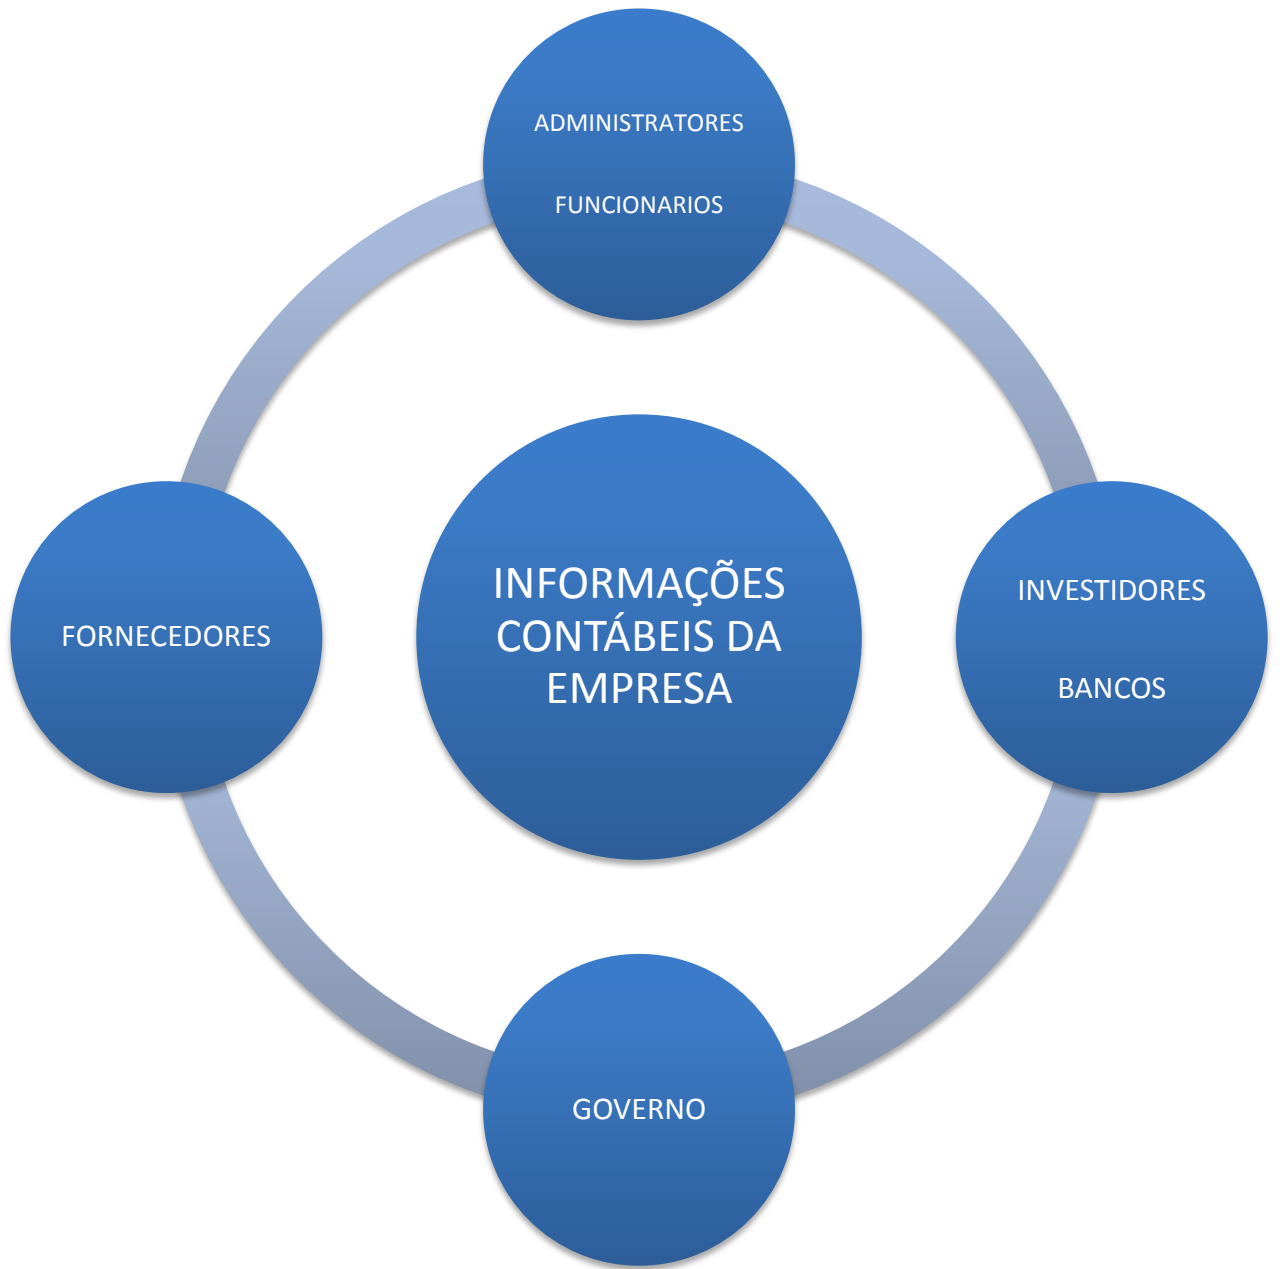 ADMINISTRATORES
FUNCIONARIOS
INFORMAÇÕES
CONTÁBEIS DA
EMPRESA
FORNECEDORES
INVESTIDORES
BANCOS
GOVERNO